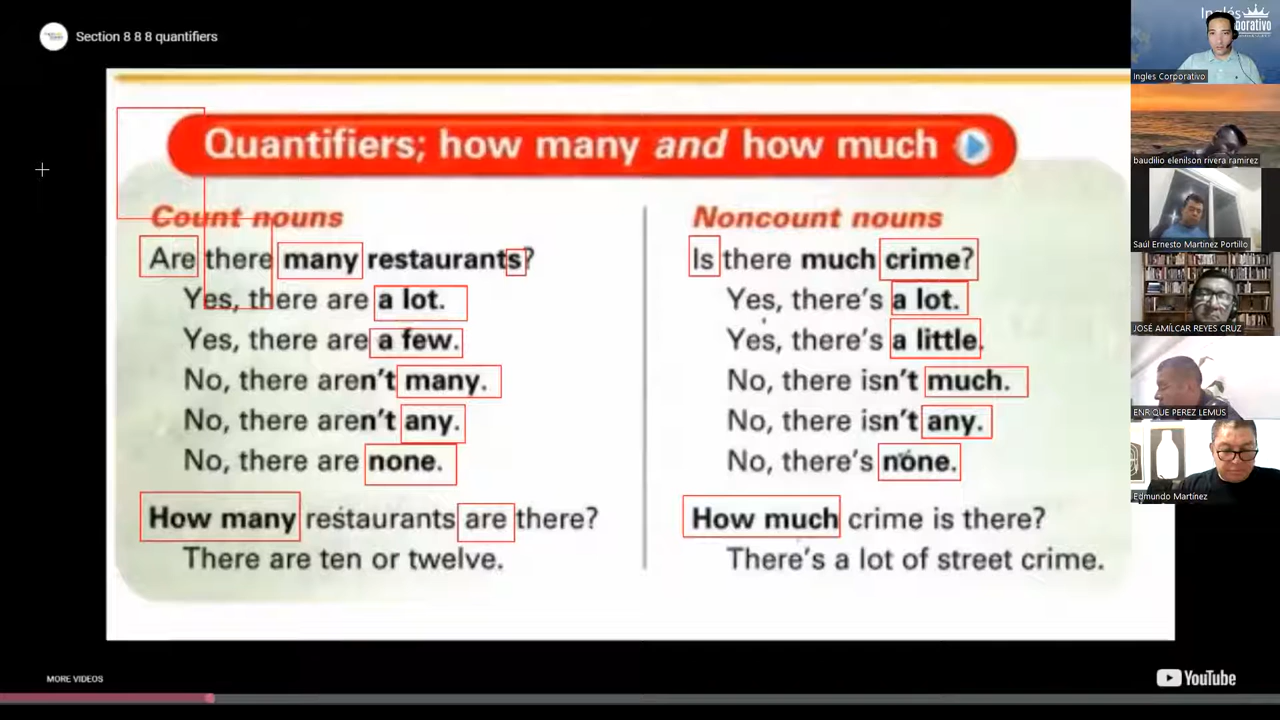 Section 8 8 8 quantifiers
Quantifiers; how many and how much
Count nouns
Are there many restaurants?
Yes, there are a lot.
Yes, there are a few.
No, there aren't many.
No, there aren't any.
No, there are none.
How many restaurants are there?
There are ten or twelve.
Noncount nouns
Is there much crime?
Yes, there's a lot.
Yes, there's a little.
No, there isn't much.
No, there isn't any.
No, there's none.
How much crime is there?
There's a lot of street crime.
MORE VIDEOS
YouTube
Ingles Corporativo
baudilio elenilson rivera ramirez
Saúl Ernesto Martinez Portillo
JOSÉ AMÍLCAR REYES CRUZ
ENRIQUE PEREZ LEMUS
Edmundo Martínez